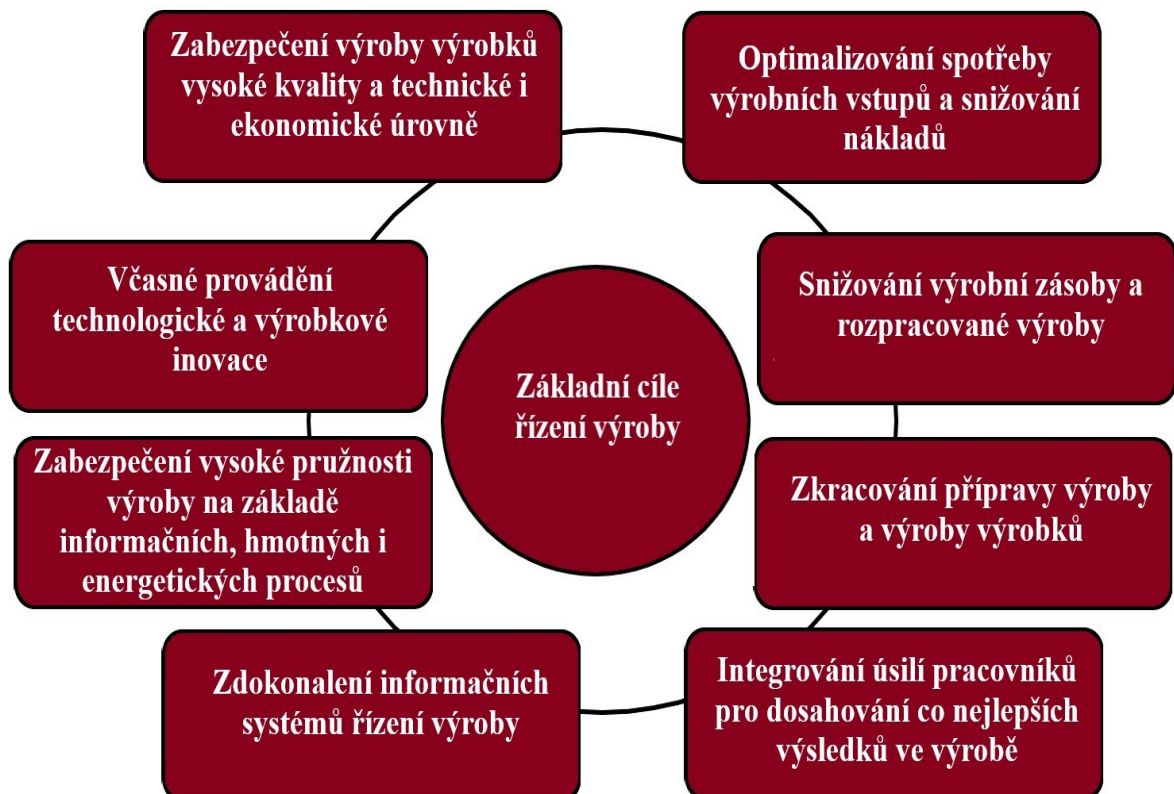 Zabezpečení výroby výrobků
vysoké kvality a technické i
ekonomické úrovně
Optimalizování spotřeby
výrobních vstupů a snižování
nákladů
Včasné provádění
technologické a výrobkové
inovace
Snižování výrobní zásoby a
rozpracované výroby
Základní cíle
řízení výroby
Zabezpečení vysoké pružnosti
výroby na základě
informačních, hmotných i
energetických procesů
Zkracování přípravy výroby
a výroby výrobků
Zdokonalení informačních
systémů řízení výroby
Integrování úsilí pracovníků
pro dosahování co nejlepších
výsledků ve výrobě